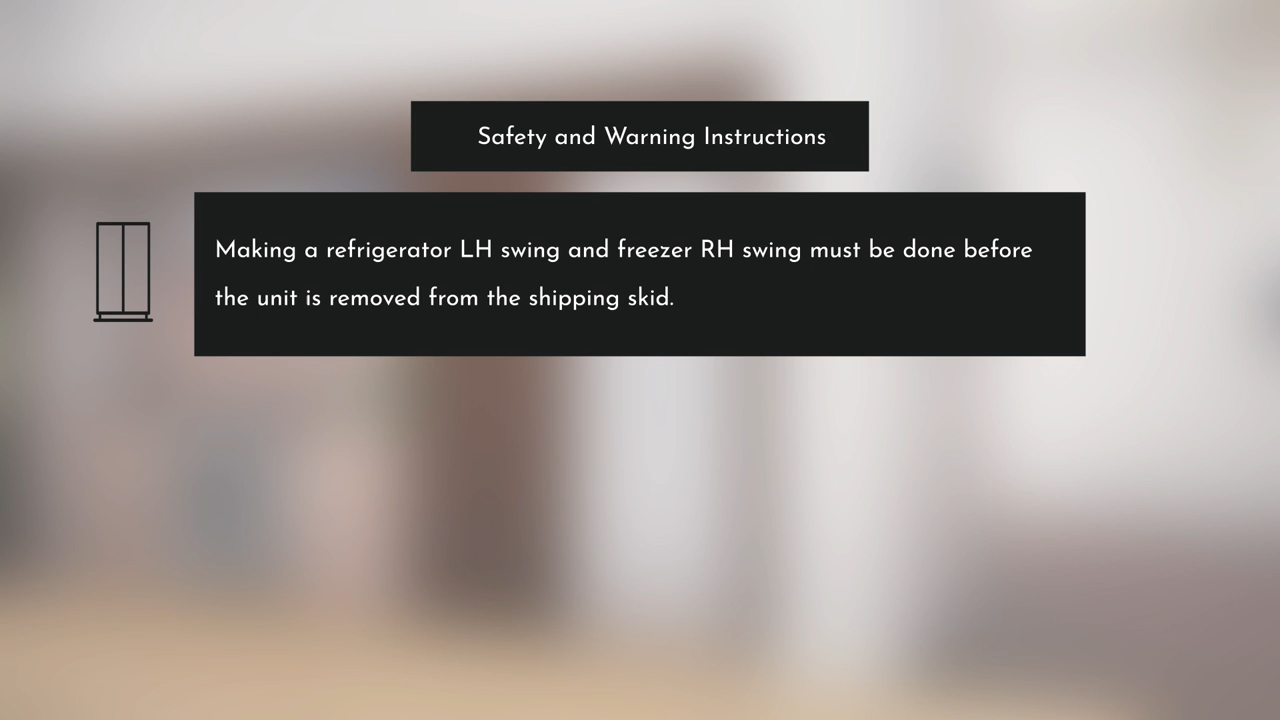 Safety and Warning Instructions
Making a refrigerator LH swing and freezer RH swing must be done before
the unit is removed from the shipping skid.